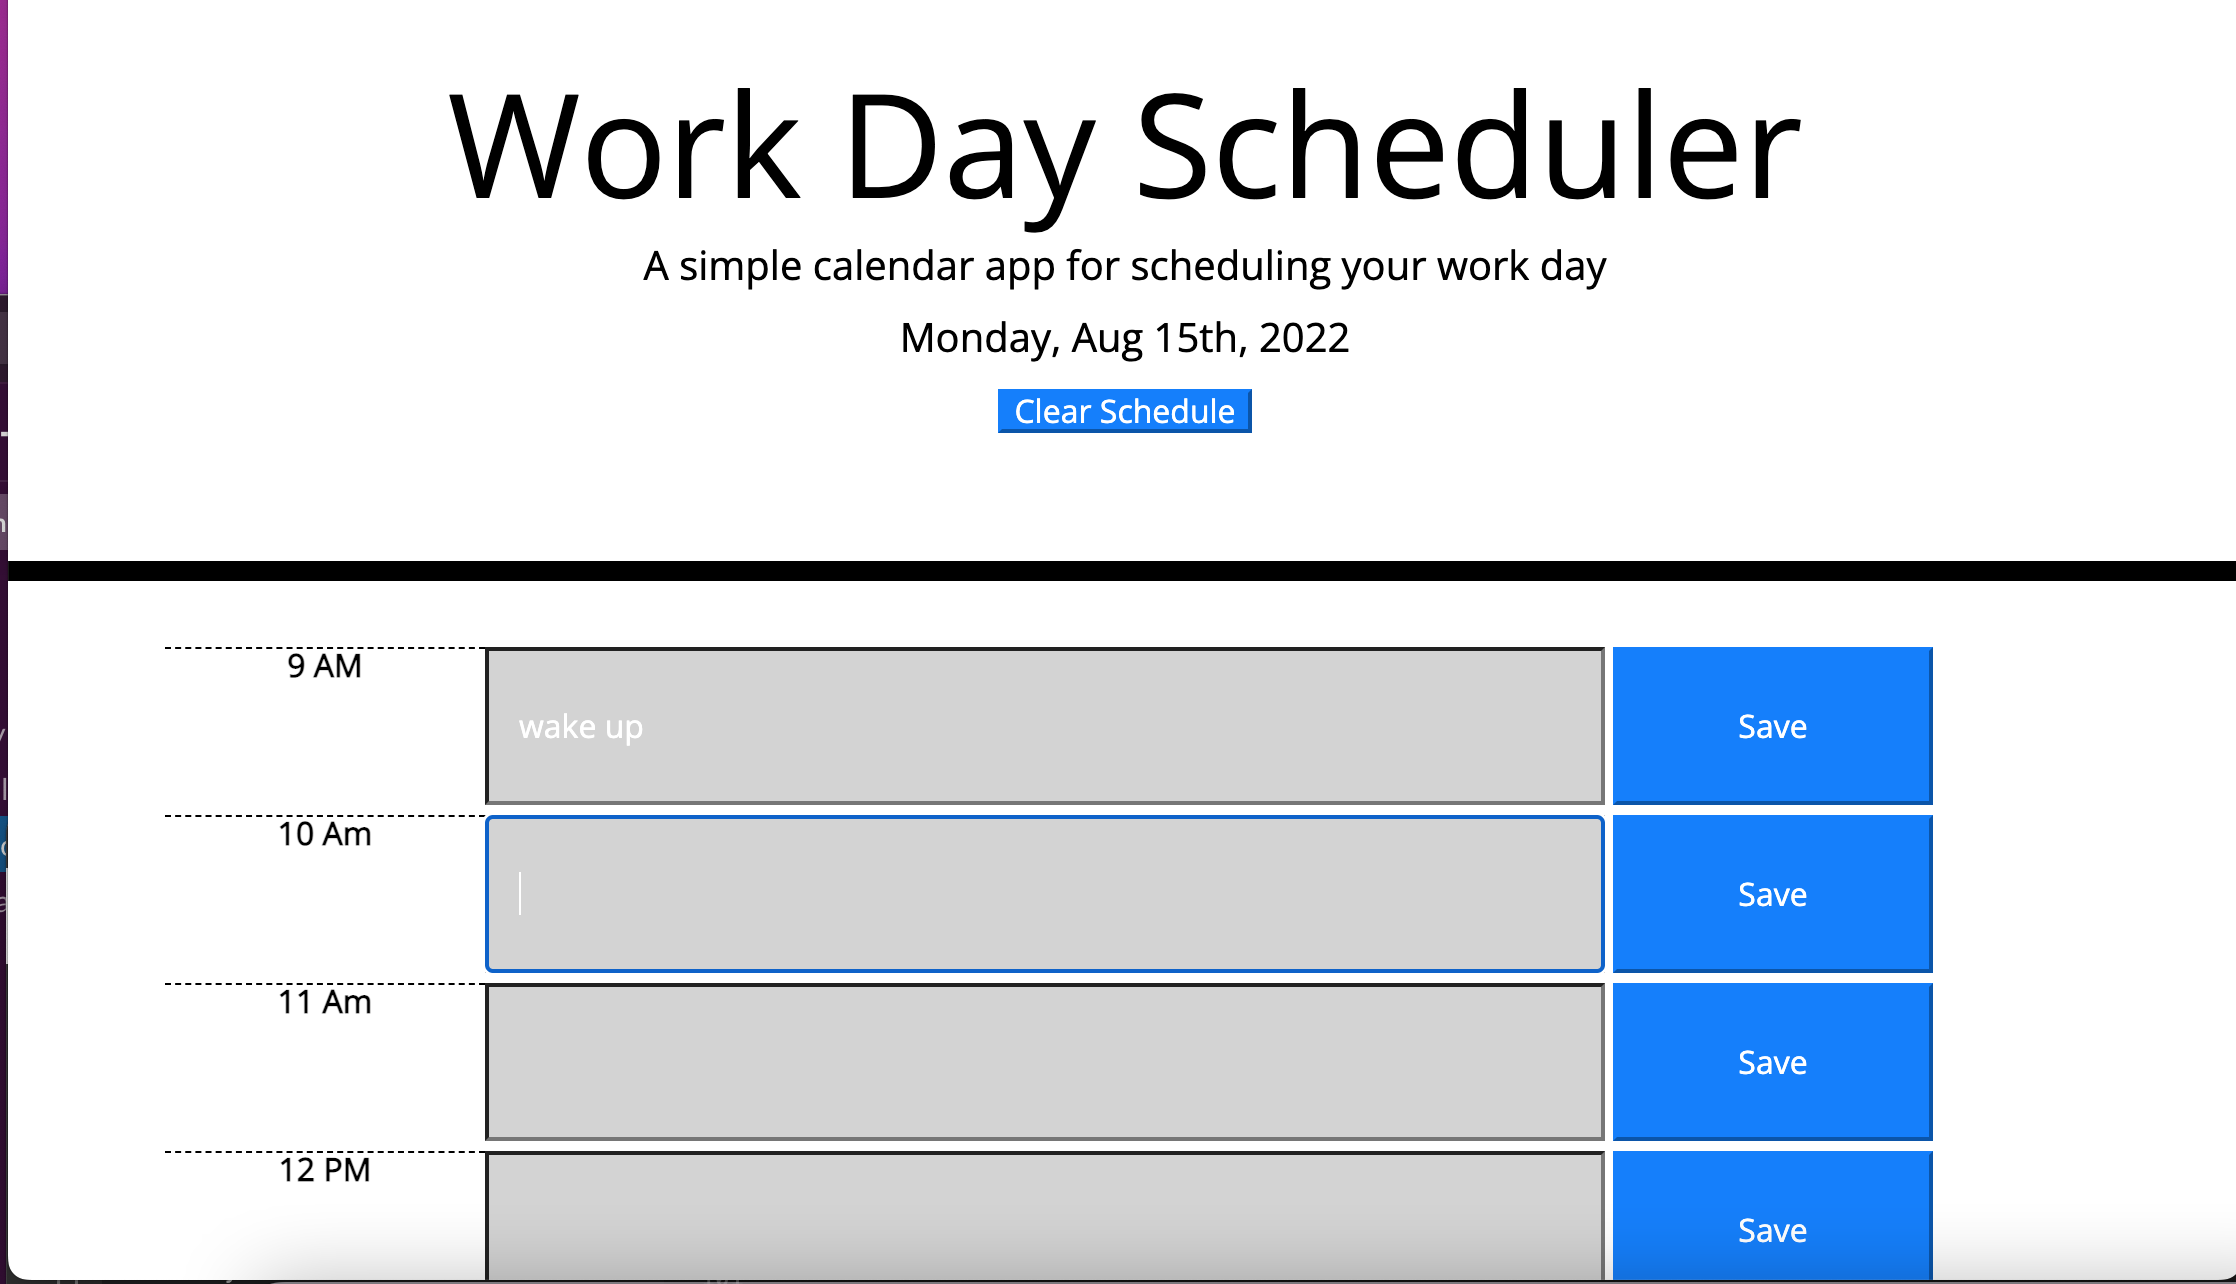 Work Day Scheduler
A simple calendar app for scheduling your work day
Monday, Aug 15th, 2022
Clear Schedule
9 AM
wake up
Save
10 Am
Save
11 Am
Save
12 PM
Save